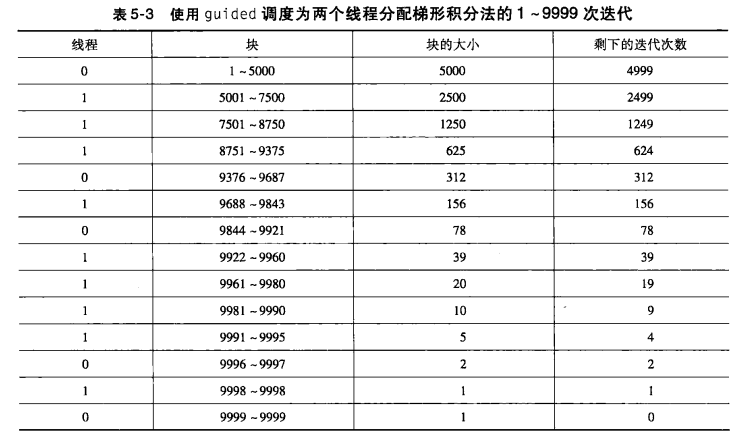 表5-3 使用 guided 调度为两个线程分配梯形积分法的 1 ~9999 次迭代
线程 块 块的大小 剩下的迭代次数
0 1 ~5000 5000 4999
1 5001 ~7500 2500 2499
1 7501 ~8750 1250 1249
1 8751 ~9375 625 624
0 9376 ~9687 312 312
1 9688 ~9843 156 156
0 9844 ~9921 78 78
1 9922 ~9960 39 39
1 9961 ~9980 20 19
1 9981 ~9990 10 9
1 9991 ~9995 5 4
0 9996 ~9997 2 2
1 9998 ~9998 1 1
0 9999 ~9999 1 0